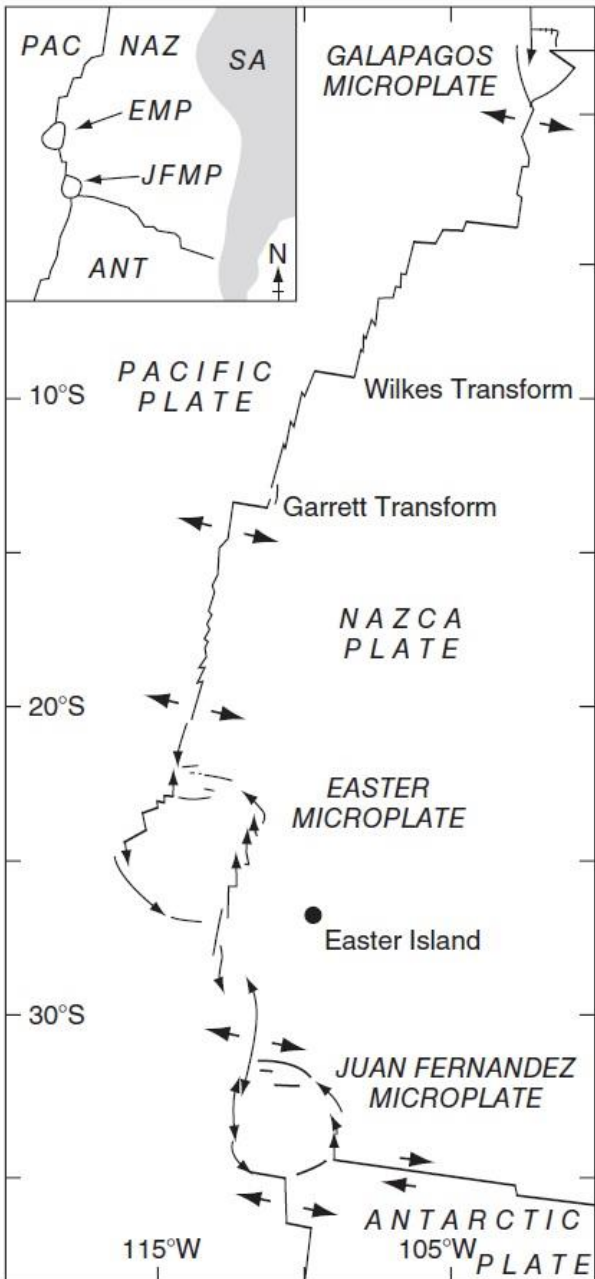 PAC NAZ SA
EMP
JFMP
ANT
N
GALAPAGOS
MICROPLATE
PACIFIC
PLATE
10°S
Wilkes Transform
Garrett Transform
NAZCA
PLATE
20°S
EASTER
MICROPLATE
Easter Island
30°S
JUAN FERNANDEZ
MICROPLATE
ANTARCTIC
PLATE
115°W
105°W